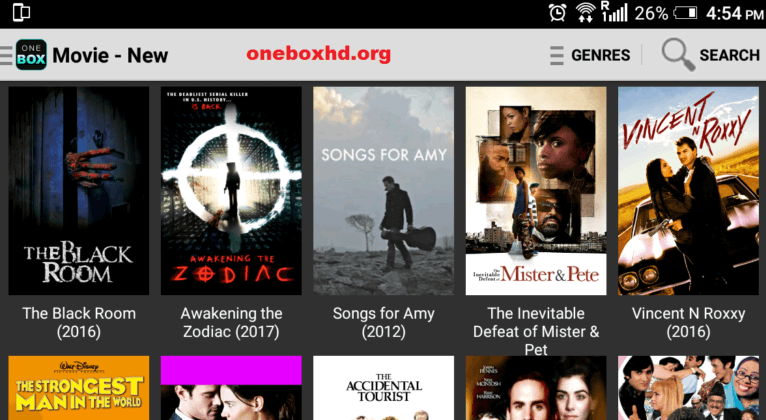 R
26%
4:54 PM
ONE
BOX
Movie - New
oneboxhd.org
GENRES
SEARCH
THE BLACK
ROOM
THE DEADLIEST SERIAL KILLER
IN U.S. HISTORY...
IS BACK
AWAKENING THE
ZODIAC
SONGS FOR AMY
The Inevitable
Defeat of Mister & Pete
VINCENT
N ROXXY
The Black Room
(2016)
Awakening the
Zodiac (2017)
Songs for Amy
(2012)
The Inevitable
Defeat of Mister &
Pet
Vincent N Roxxy
(2016)
Walt Disney
THE STRONGEST
MAN IN THE WORLD
THE
ACCIDENTAL
TOURIST